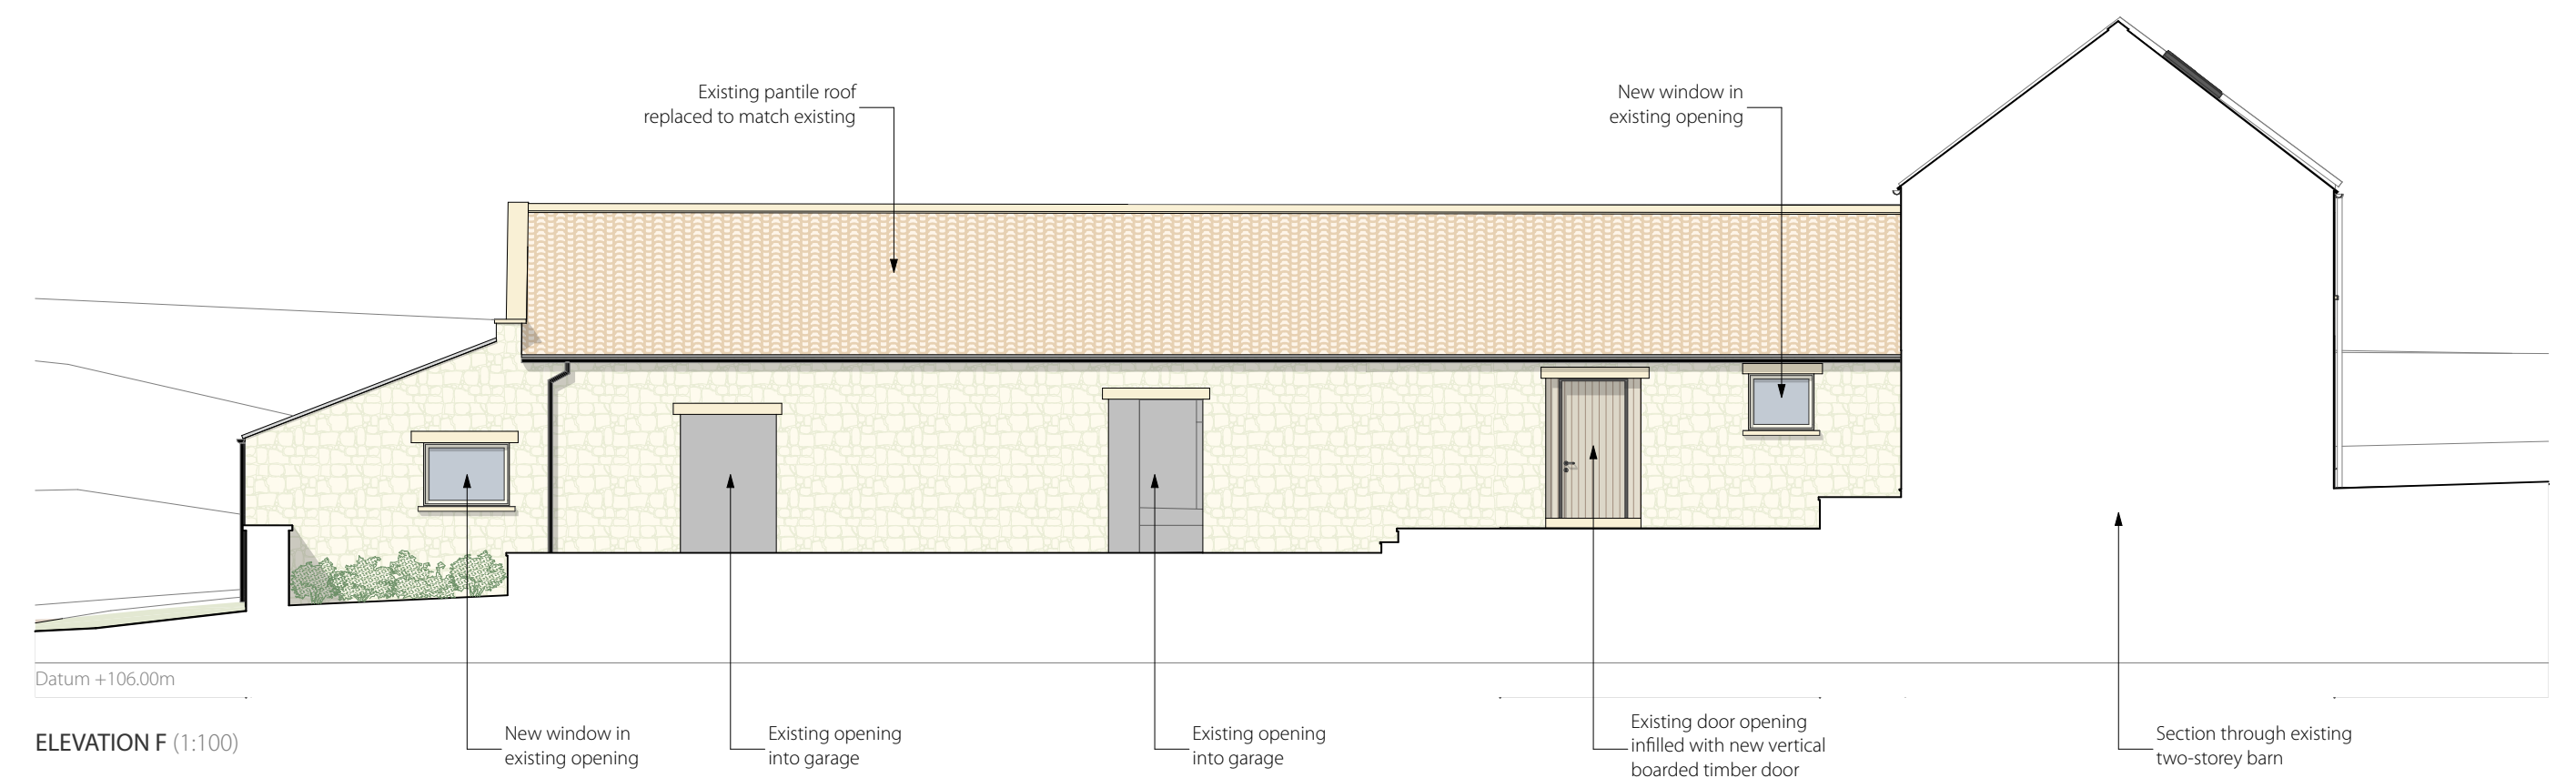 Existing pantile roof
replaced to match existing
New window in
existing opening
Datum +106.00m
ELEVATION F (1:100)
New window in
existing opening
Existing opening
into garage
Existing opening
into garage
Existing door opening
infilled with new vertical
boarded timber door
Section through existing
two-storey barn